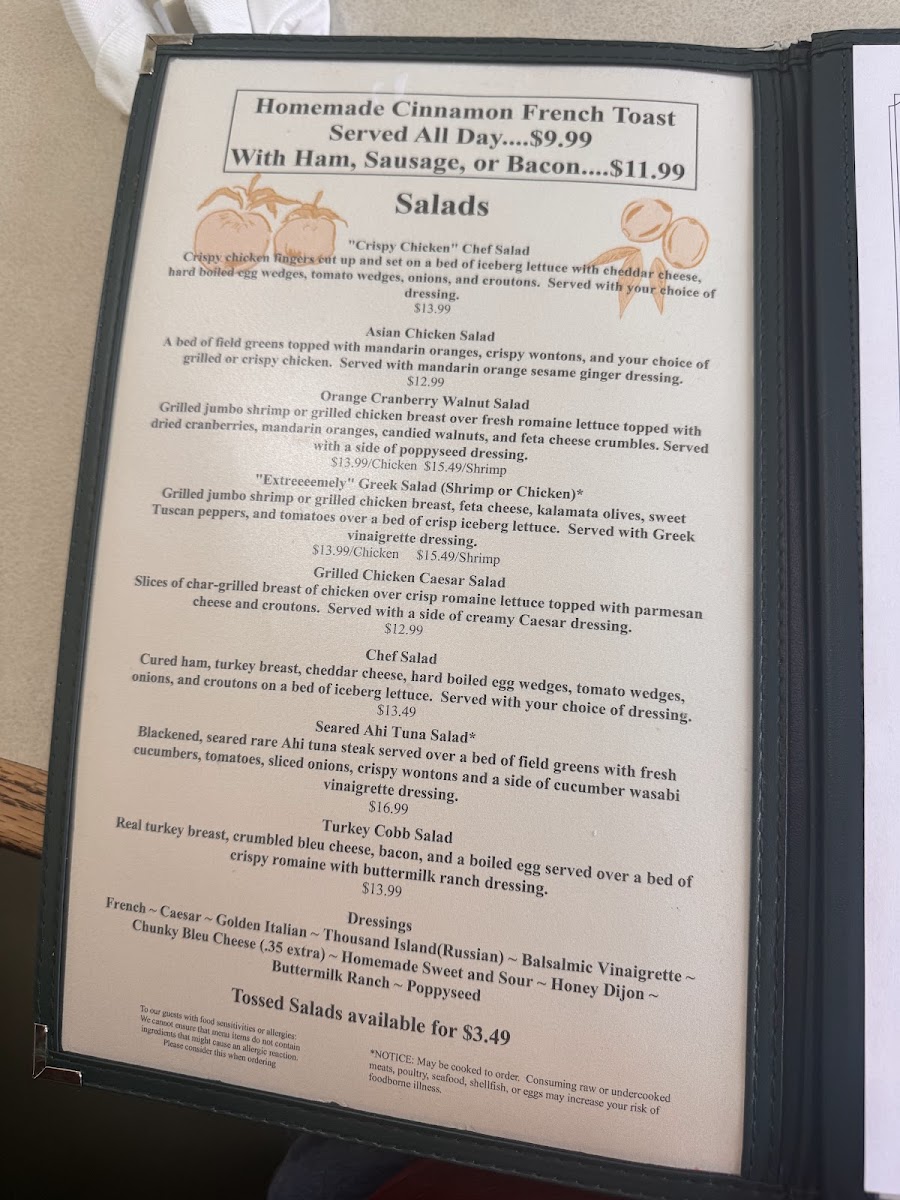 Homemade Cinnamon French Toast
Served All Day....$9.99
With Ham, Sausage, or Bacon....$11.99
Salads
"Crispy Chicken" Chef Salad
Crispy chicken fingers cut up and set on a bed of iceberg lettuce with cheddar cheese,
hard boiled egg wedges, tomato wedges, onions, and croutons. Served with your choice of
dressing.
$13.99
Asian Chicken Salad
A bed of field greens topped with mandarin oranges, crispy wontons, and your choice of
grilled or crispy chicken. Served with mandarin orange sesame ginger dressing.
$12.99
Orange Cranberry Walnut Salad
Grilled jumbo shrimp or grilled chicken breast over fresh romaine lettuce topped with
dried cranberries, mandarin oranges, candied walnuts, and feta cheese crumbles. Served
with a side of poppyseed dressing.
$13.99/Chicken $15.49/Shrimp
"Extreeeemely" Greek Salad (Shrimp or Chicken)*
Grilled jumbo shrimp or grilled chicken breast, feta cheese, kalamata olives, sweet
Tuscan peppers, and tomatoes over a bed of crisp iceberg lettuce. Served with Greek
vinaigrette dressing.
$13.99/Chicken $15.49/Shrimp
Grilled Chicken Caesar Salad
Slices of char-grilled breast of chicken over crisp romaine lettuce topped with parmesan
cheese and croutons. Served with a side of creamy Caesar dressing.
$12.99
Chef Salad
Cured ham, turkey breast, cheddar cheese, hard boiled egg wedges, tomato wedges,
onions, and croutons on a bed of iceberg lettuce. Served with your choice of dressing.
$13.49
Seared Ahi Tuna Salad*
Blackened, seared rare Ahi tuna steak served over a bed of field greens with fresh
cucumbers, tomatoes, sliced onions, crispy wontons and a side of cucumber wasabi
vinaigrette dressing.
$16.99
Turkey Cobb Salad
Real turkey breast, crumbled bleu cheese, bacon, and a boiled egg served over a bed of
crispy romaine with buttermilk ranch dressing.
$13.99
Dressings
French ~ Caesar ~ Golden Italian ~ Thousand Island(Russian) ~ Balsalmic Vinaigrette ~
Chunky Bleu Cheese (.35 extra) ~ Homemade Sweet and Sour ~ Honey Dijon ~
Buttermilk Ranch ~ Poppyseed
Tossed Salads available for $3.49
To our guests with food sensitivities or allergies:
We cannot ensure that menu items do not contain
ingredients that might cause an allergic reaction.
Please consider this when ordering
*NOTICE: May be cooked to order. Consuming raw or undercooked
meats, poultry, seafood, shellfish, or eggs may increase your risk of
foodborne illness.